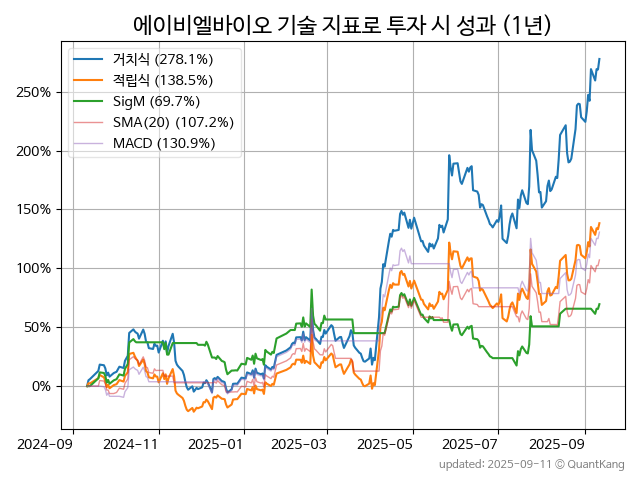 에이비엘바이오 기술 지표로 투자 시 성과 (1년)
거치식 (278.1%)
적립식 (138.5%)
SigM (69.7%)
SMA(20) (107.2%)
MACD (130.9%)
250%
200%
150%
100%
50%
0%
2024-09 2024-11 2025-01 2025-03 2025-05 2025-07 2025-09
updated: 2025-09-11 © QuantKang